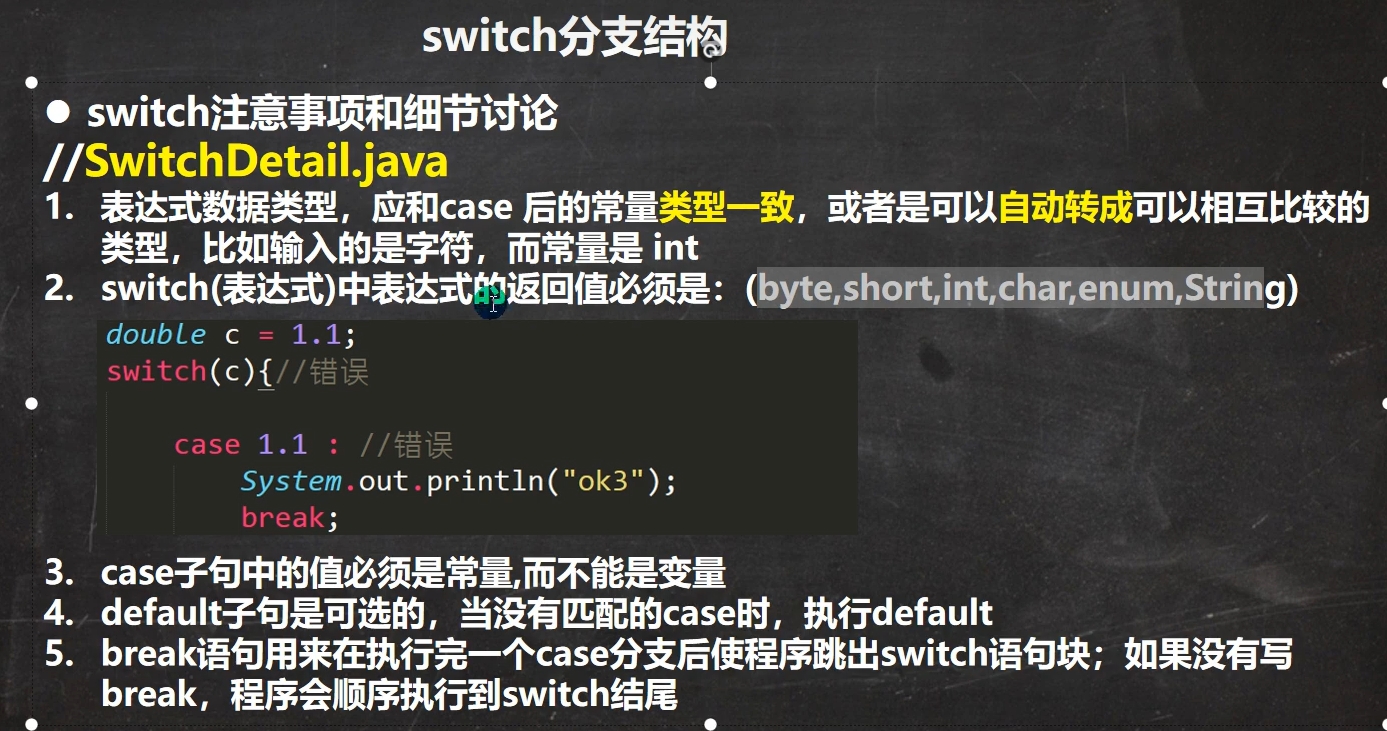 switch分支结构
● switch注意事项和细节讨论
//SwitchDetail.java
1. 表达式数据类型，应和case 后的常量类型一致，或者是可以自动转成可以相互比较的
类型，比如输入的是字符，而常量是 int
2. switch(表达式)中表达式的返回值必须是：(byte,short,int,char,enum,String)
double c = 1.1;
switch(c){//错误
case 1.1 : //错误
System.out.println("ok3");
break;
3. case子句中的值必须是常量,而不能是变量
4. default子句是可选的，当没有匹配的case时，执行default
5. break语句用来在执行完一个case分支后使程序跳出switch语句块；如果没有写
break，程序会顺序执行到switch结尾